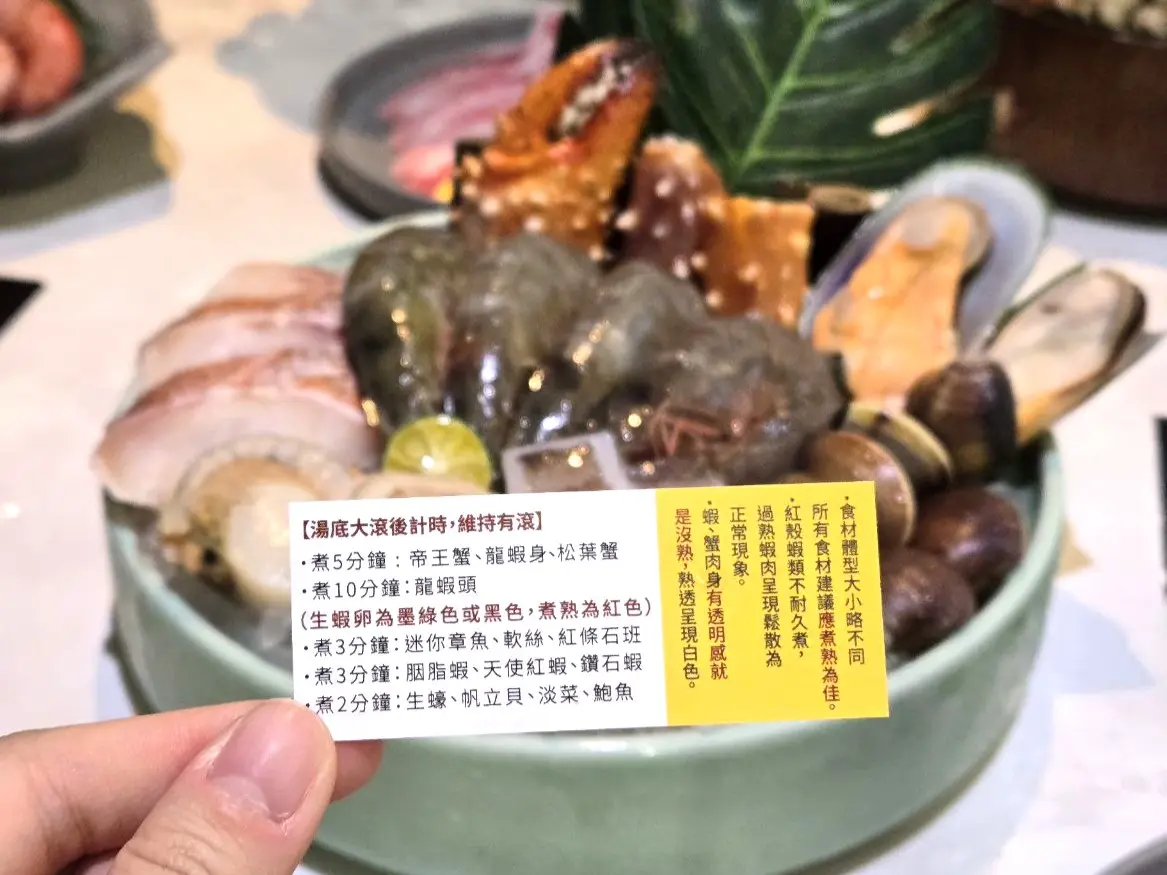 【湯底大滾後計時,維持有滾】
·煮5分鐘:帝王蟹、龍蝦身、松葉蟹
·煮10分鐘:龍蝦頭
(生蝦卵為墨綠色或黑色,煮熟為紅色)
·煮3分鐘:迷你章魚、軟絲、紅條石班
·煮3分鐘:胭脂蝦、天使紅蝦、鑽石蝦
·煮2分鐘:生蠔、帆立貝、淡菜、鮑魚
·食材體型大小略不同
所有食材建議應煮熟為佳。
·紅殼蝦類不耐久煮,
過熟蝦肉呈現鬆散為
正常現象。
·蝦、蟹肉身有透明感就
是沒熟,熟透呈現白色。